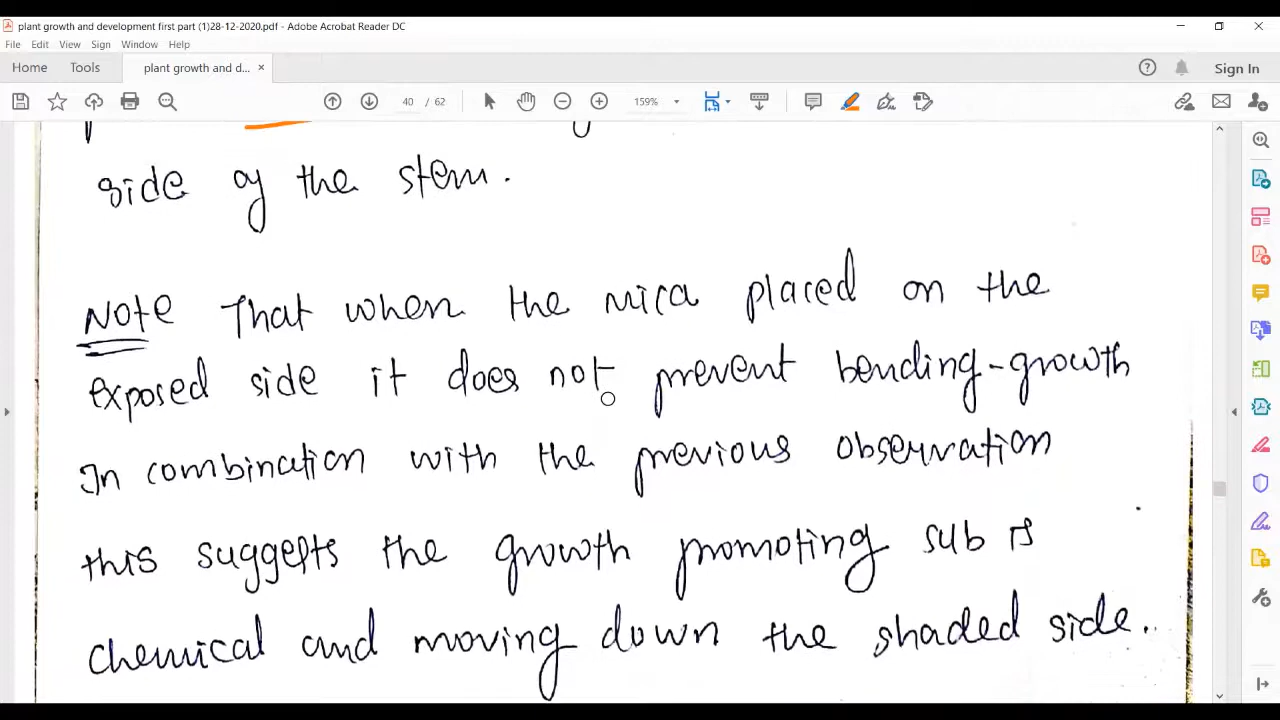 plant growth and development first part (1)28-12-2020.pdf - Adobe Acrobat Reader DC
File Edit View Sign Window Help
Home Tools plant growth and d... × Sign In
40 / 62 159%
side of the stem.
Note That when the mica placed on the
exposed side it does not prevent bending-growth
In combination with the previous observation
this suggests the growth promoting sub is
chemical and moving down the shaded side.